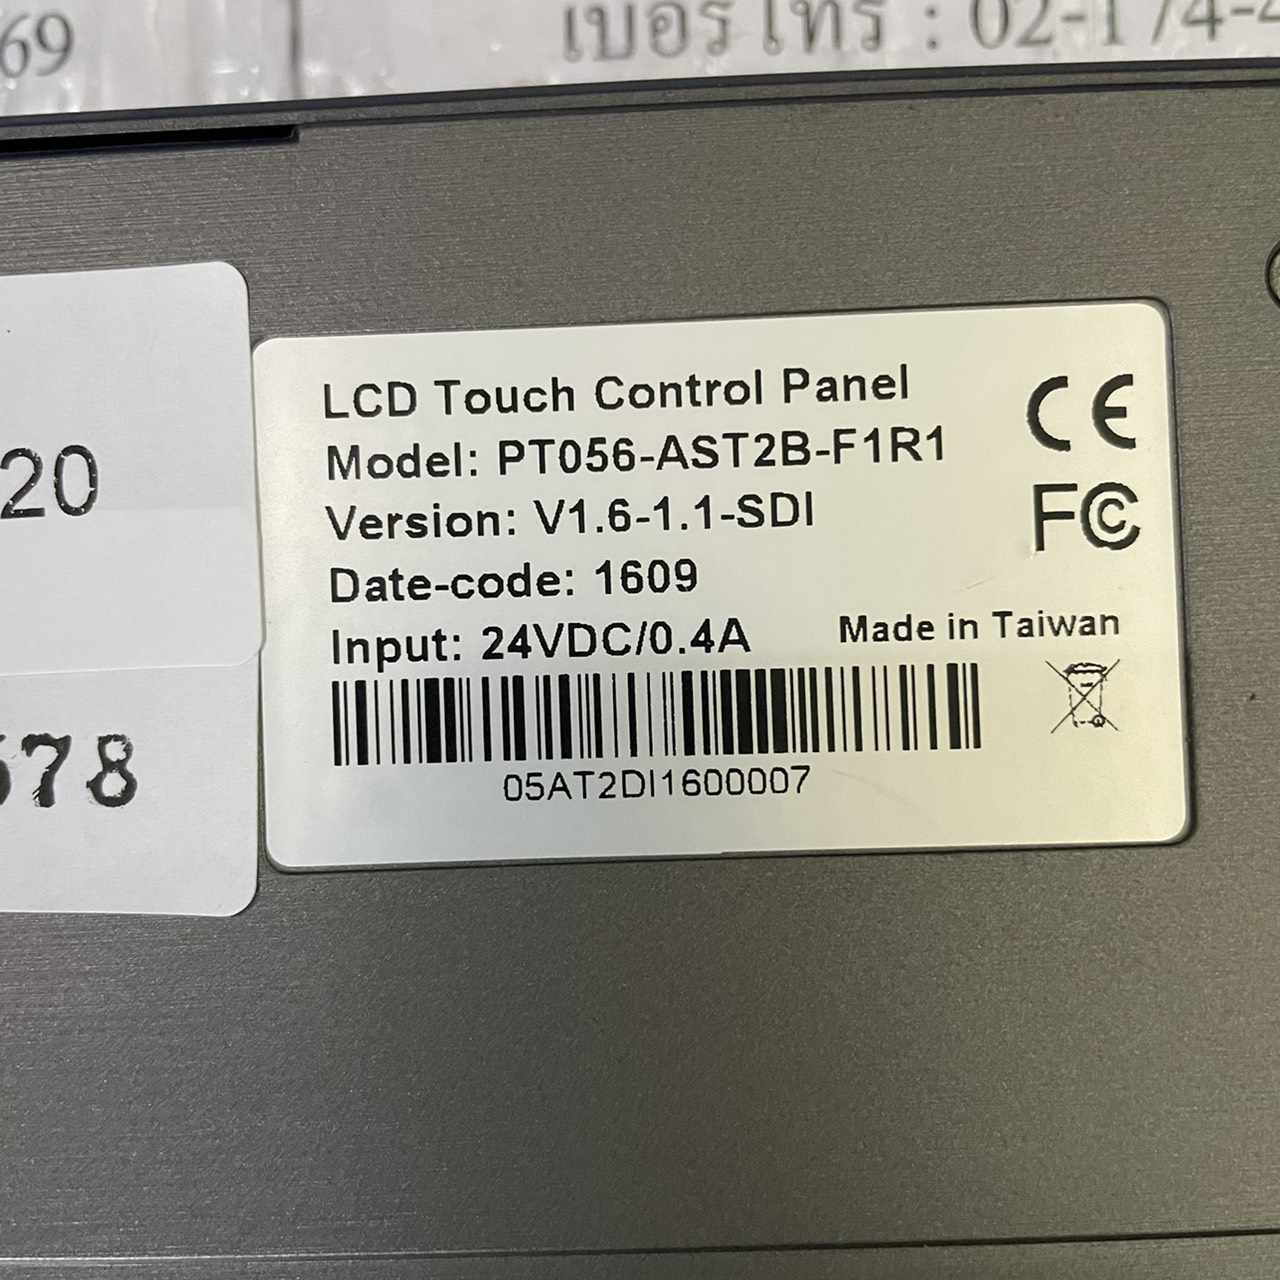 69
เบอร์โทร : 02-174-4
20
678
LCD Touch Control Panel
Model: PT056-AST2B-F1R1
Version: V1.6-1.1-SDI
Date-code: 1609
Input: 24VDC/0.4A
Made in Taiwan
05AT2DI1600007
CE
FC